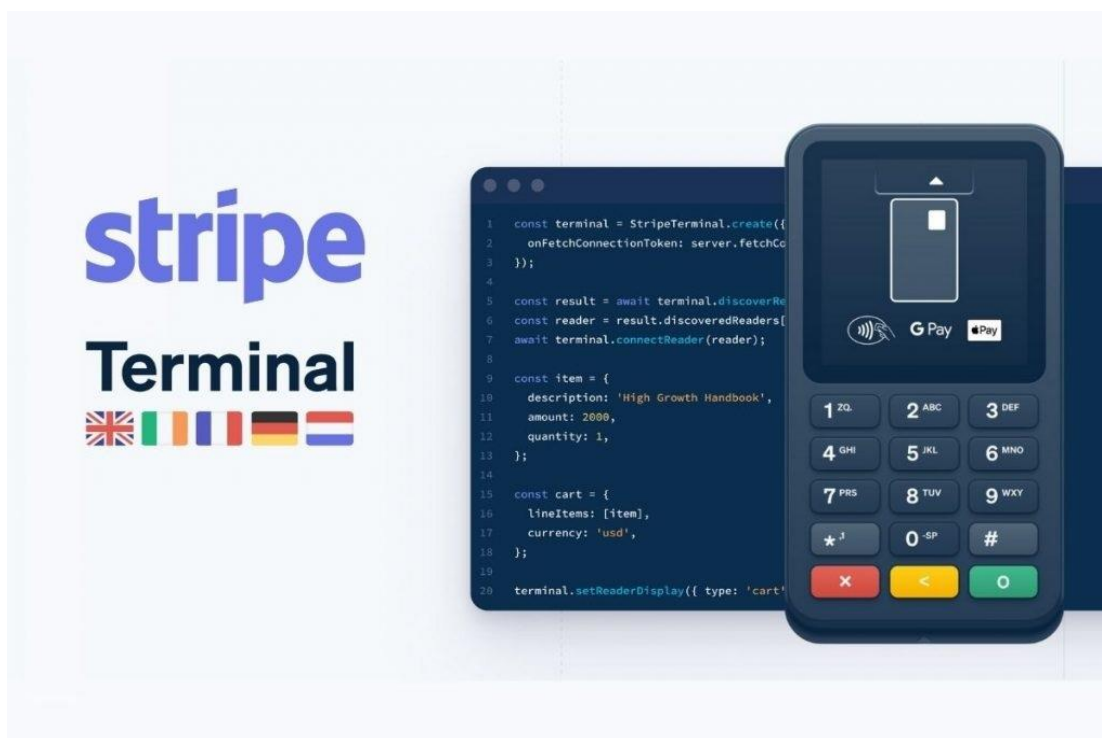 stripe
Terminal
1 const terminal = StripeTerminal.create({
2 onFetchConnectionToken: server.fetchCo
3 });
4
5 const result = await terminal.discoverRe
6 const reader = result.discoveredReaders[
7 await terminal.connectReader(reader);
8
9 const item = {
10 description: 'High Growth Handbook',
11 amount: 2000,
12 quantity: 1,
13 };
14
15 const cart = {
16 lineItems: [item],
17 currency: 'usd',
18 };
19
20 terminal.setReaderDisplay({ type: 'cart'
G Pay Pay
1 ZQ. 2 ABC 3 DEF
4 GHI 5 JKL 6 MNO
7 PRS 8 TUV 9 WXY
* ,1 0 -SP #
× < O